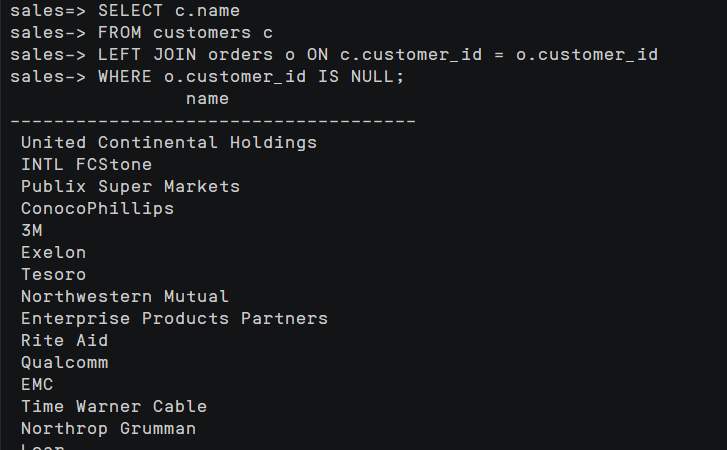 sales=> SELECT c.name
sales-> FROM customers c
sales-> LEFT JOIN orders o ON c.customer_id = o.customer_id
sales-> WHERE o.customer_id IS NULL;
name
-------------------------------------
United Continental Holdings
INTL FCStone
Publix Super Markets
ConocoPhillips
3M
Exelon
Tesoro
Northwestern Mutual
Enterprise Products Partners
Rite Aid
Qualcomm
EMC
Time Warner Cable
Northrop Grumman